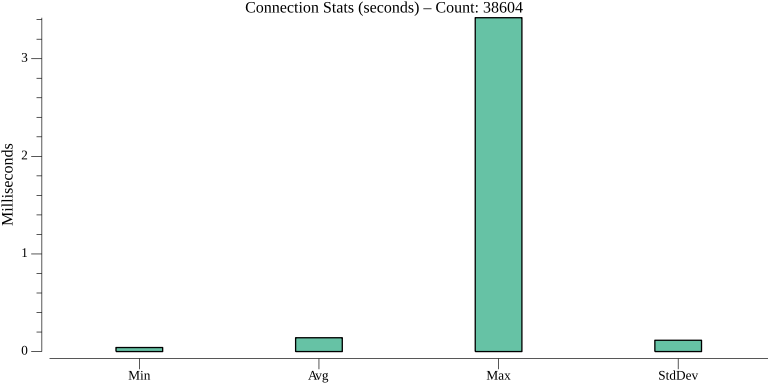 Connection Stats (seconds) – Count: 38604
Milliseconds
3
2
1
0
Min
Avg
Max
StdDev